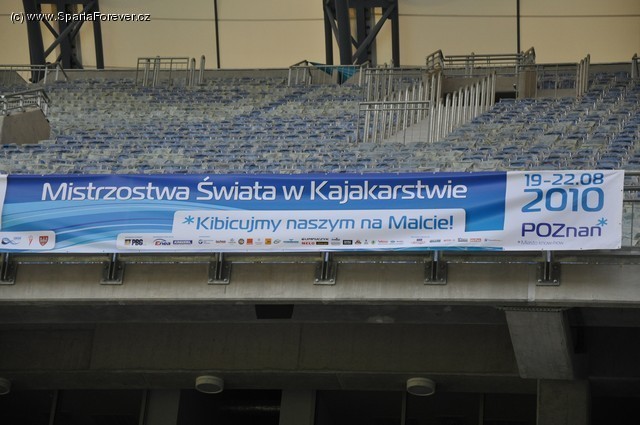 (c) www.SpartaForever.cz
Mistrzostwa Świata w Kajakarstwie
*Kibicujmy naszym na Malcie!
19-22.08
2010
POZnan*